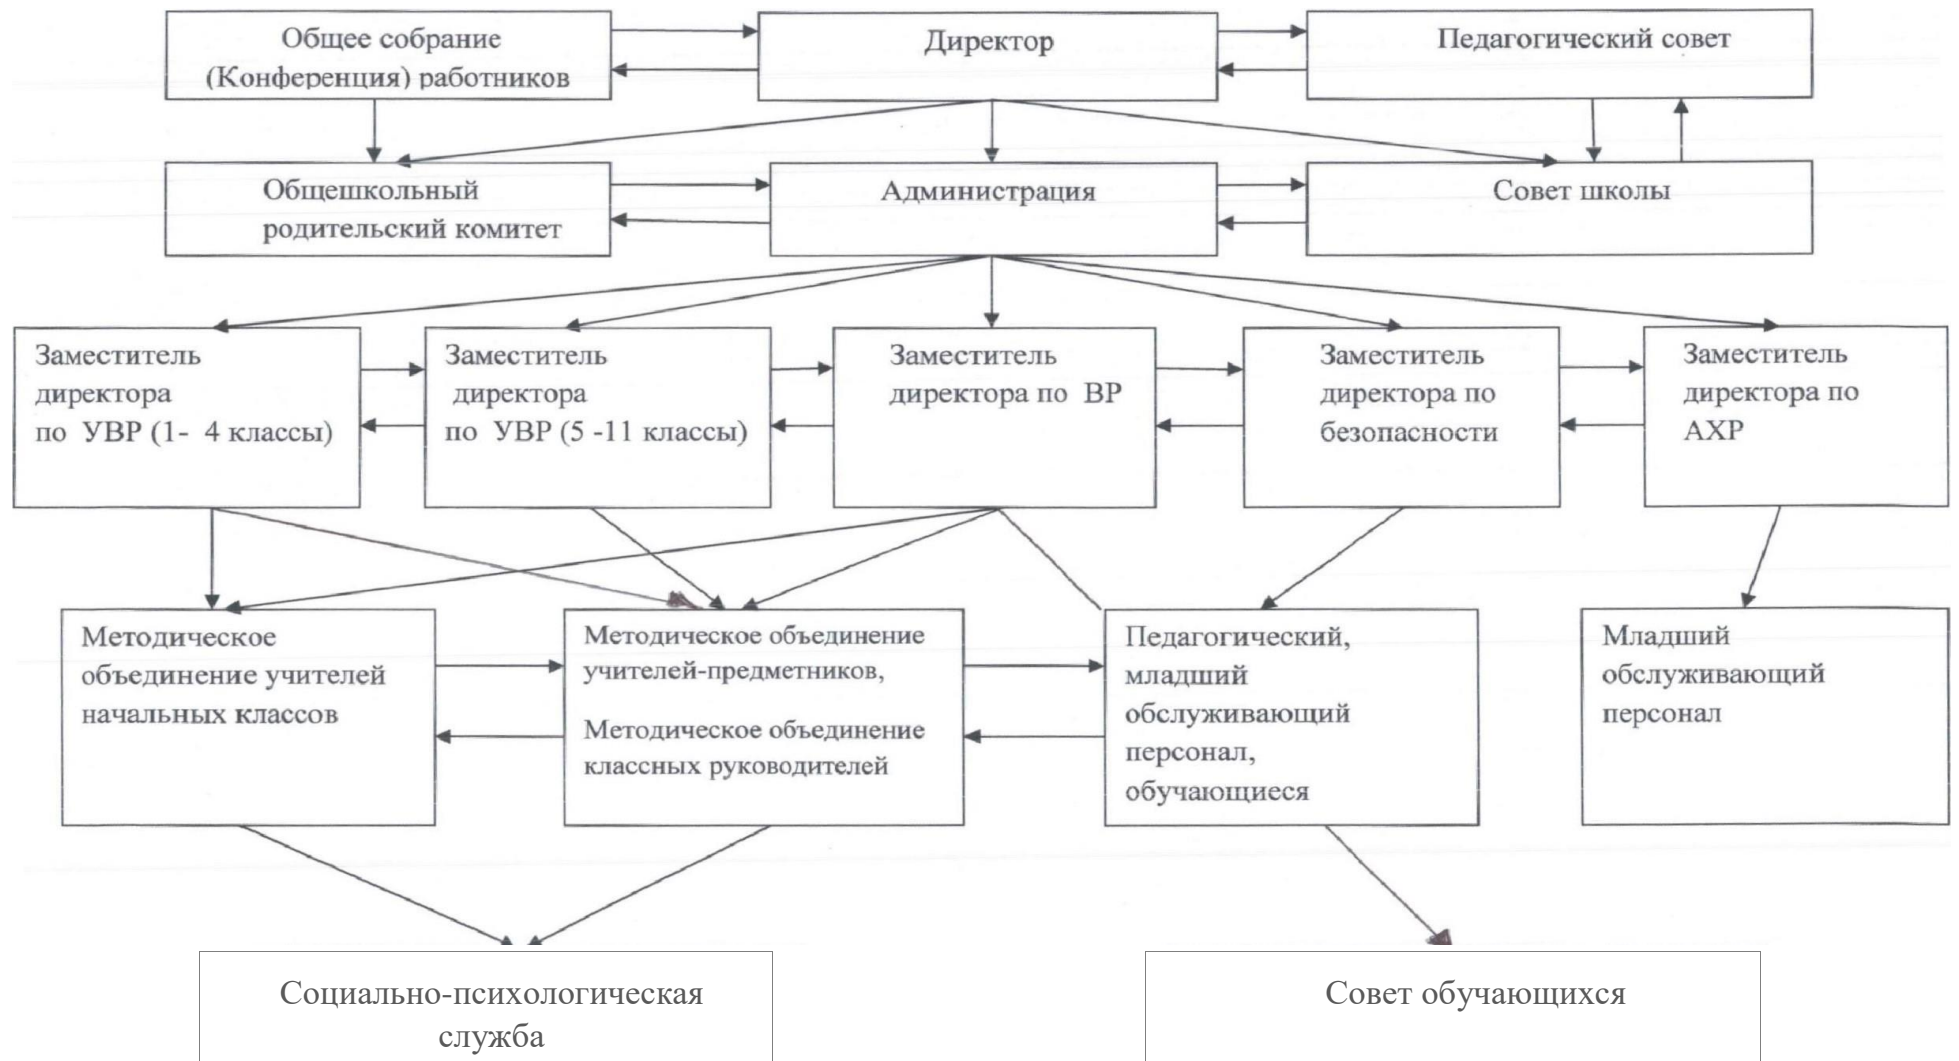 Общее собрание
(Конференция) работников
Директор
Педагогический совет
Общешкольный
родительский комитет
Администрация
Совет школы
Заместитель
директора
по УВР (1- 4 классы)
Заместитель
директора
по УВР (5 -11 классы)
Заместитель
директора по ВР
Заместитель
директора по
безопасности
Заместитель
директора по
АХР
Методическое
объединение учителей
начальных классов
Методическое объединение
учителей-предметников,
Методическое объединение
классных руководителей
Педагогический,
младший
обслуживающий
персонал,
обучающиеся
Младший
обслуживающий
персонал
Социально-психологическая
служба
Совет обучающихся